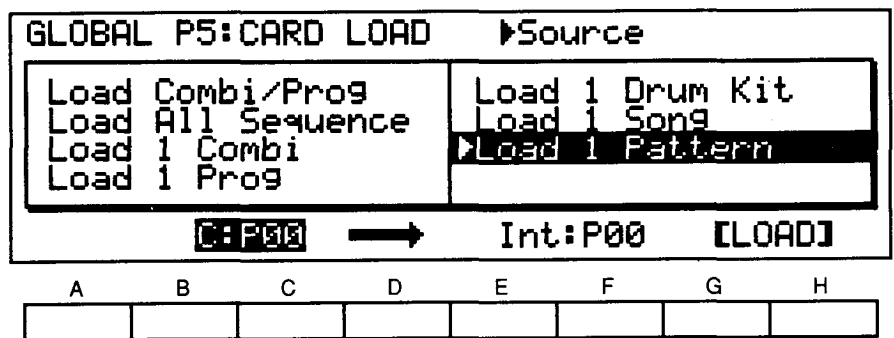 GLOBAL P5:CARD LOAD ▶Source
Load Combi/Prog
Load All Sequence
Load 1 Combi
Load 1 Prog
Load 1 Drum Kit
Load 1 Song
▶Load 1 Pattern
C:P00 → Int:P00 [LOAD]
A B C D E F G H